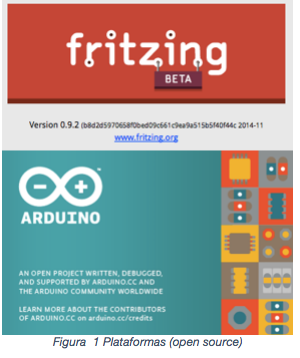 fritzing
BETA
Version 0.9.2 (b8d2d5970658f0bed09c661c9ea9a515b5f40f44c 2014-11
www.fritzing.org
ARDUINO
AN OPEN PROJECT WRITTEN, DEBUGGED,
AND SUPPORTED BY ARDUINO.CC AND
THE ARDUINO COMMUNITY WORLDWIDE
LEARN MORE ABOUT THE CONTRIBUTORS
OF ARDUINO.CC on arduino.cc/credits
Figura 1 Plataformas (open source)